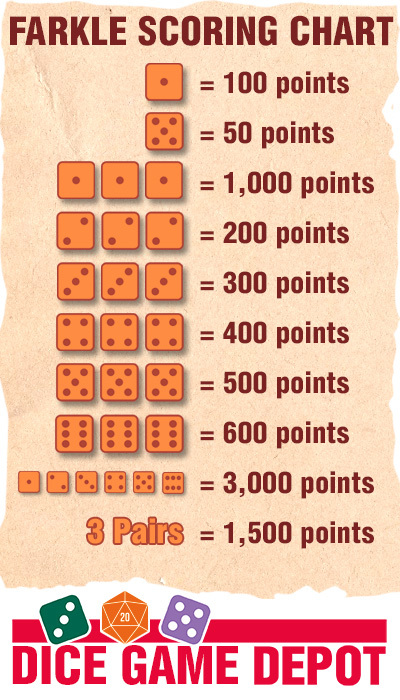 FARKLE SCORING CHART
= 100 points
= 50 points
= 1,000 points
= 200 points
= 300 points
= 400 points
= 500 points
= 600 points
= 3,000 points
3 Pairs = 1,500 points
20
DICE GAME DEPOT